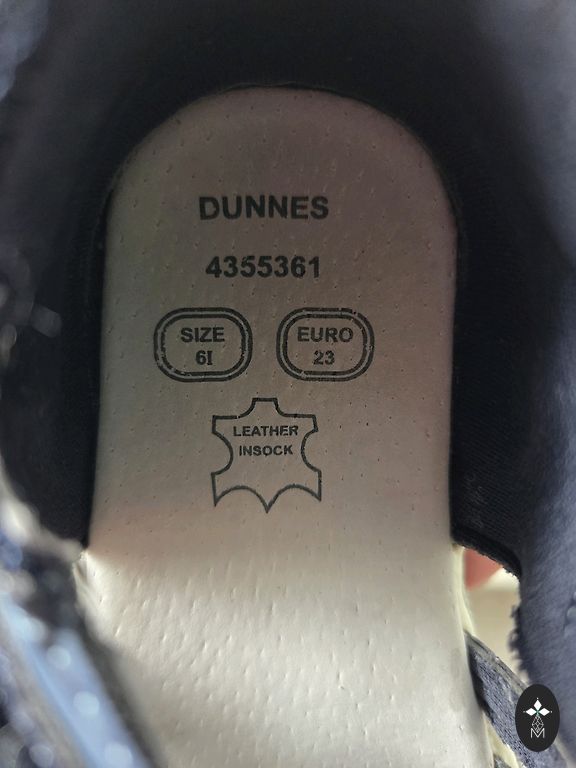 DUNNES
4355361
SIZE EURO
6I 23
LEATHER
INSOCK
M